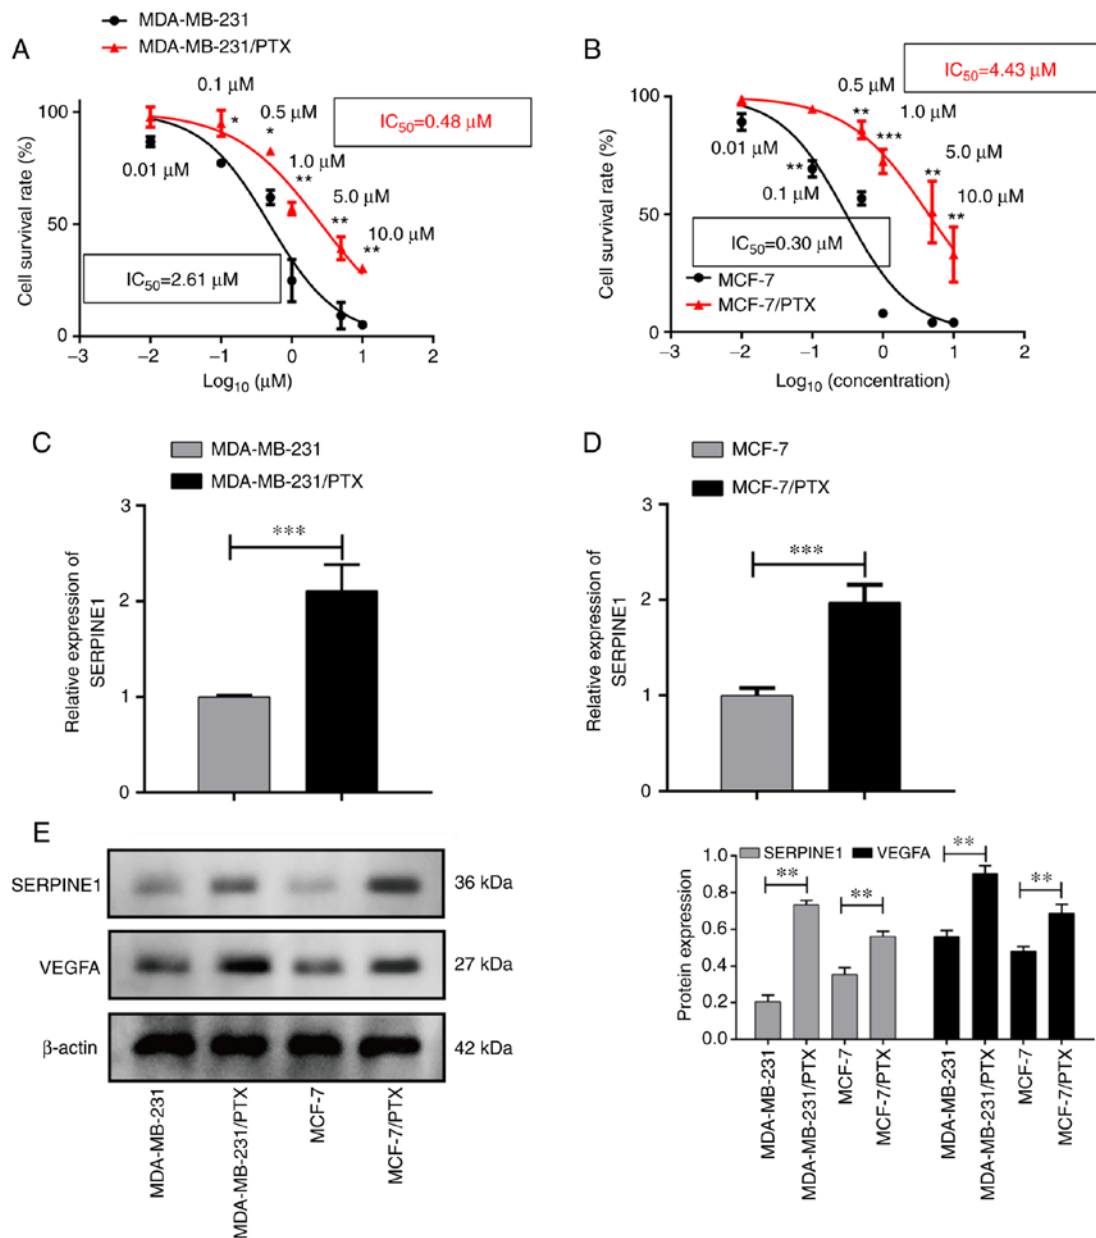 A
MDA-MB-231
MDA-MB-231/PTX
IC50=0.48 μM
IC50=2.61 μM
0.01 μM
0.1 μM
0.5 μM
1.0 μM
5.0 μM
10.0 μM
*
*
**
**
**
Cell survival rate (%)
100
50
0
−3
−2
−1
0
1
2
Log10 (μM)
B
IC50=4.43 μM
IC50=0.30 μM
0.01 μM
0.1 μM
0.5 μM
1.0 μM
5.0 μM
10.0 μM
**
**
***
**
**
MCF-7
MCF-7/PTX
Cell survival rate (%)
100
50
0
−3
−2
−1
0
1
2
Log10 (concentration)
C
MDA-MB-231
MDA-MB-231/PTX
***
Relative expression of
SERPINE1
3
2
1
0
D
MCF-7
MCF-7/PTX
***
Relative expression of
SERPINE1
3
2
1
0
E
SERPINE1
36 kDa
VEGFA
27 kDa
β-actin
42 kDa
MDA-MB-231
MDA-MB-231/PTX
MCF-7
MCF-7/PTX
SERPINE1
VEGFA
**
**
**
**
Protein expression
1.0
0.8
0.6
0.4
0.2
0.0
MDA-MB-231
MDA-MB-231/PTX
MCF-7
MCF-7/PTX
MDA-MB-231
MDA-MB-231/PTX
MCF-7
MCF-7/PTX